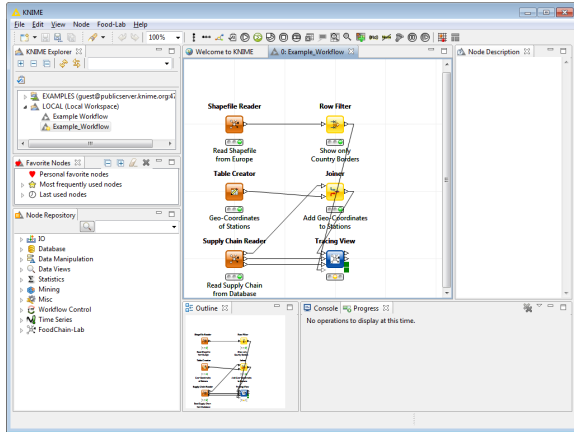 KNIME
File Edit View Node Food-Lab Help
100%
KNIME Explorer
EXAMPLES (guest@publicserver.knime.org:47
LOCAL (Local Workspace)
Example Workflow
Example_Workflow
Favorite Nodes
Personal favorite nodes
Most frequently used nodes
Last used nodes
Node Repository
IO
Database
Data Manipulation
Data Views
Statistics
Mining
Misc
Workflow Control
Time Series
FoodChain-Lab
Welcome to KNIME
0: Example_Workflow
Shapefile Reader
Row Filter
Read Shapefile
from Europe
Show only
Country Borders
Table Creator
Joiner
Geo-Coordinates
of Stations
Add Geo-Coordinates
to Stations
Supply Chain Reader
Tracing View
Read Supply Chain
from Database
Node Description
Outline
Console
Progress
No operations to display at this time.